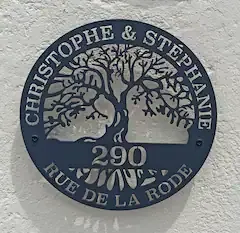 CHRISTOPHE & STÉPHANIE
290
RUE DE LA RODE